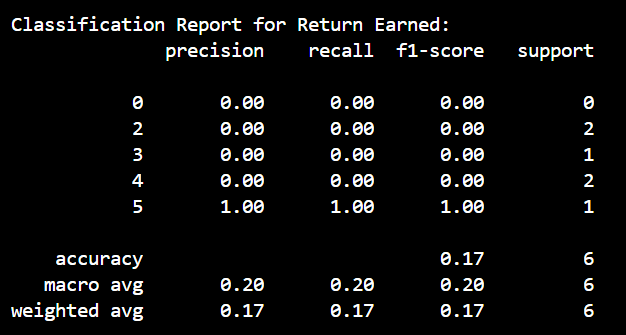 Classification Report for Return Earned:
precision recall f1-score support
0 0.00 0.00 0.00 0
2 0.00 0.00 0.00 2
3 0.00 0.00 0.00 1
4 0.00 0.00 0.00 2
5 1.00 1.00 1.00 1
accuracy 0.17 6
macro avg 0.20 0.20 0.20 6
weighted avg 0.17 0.17 0.17 6